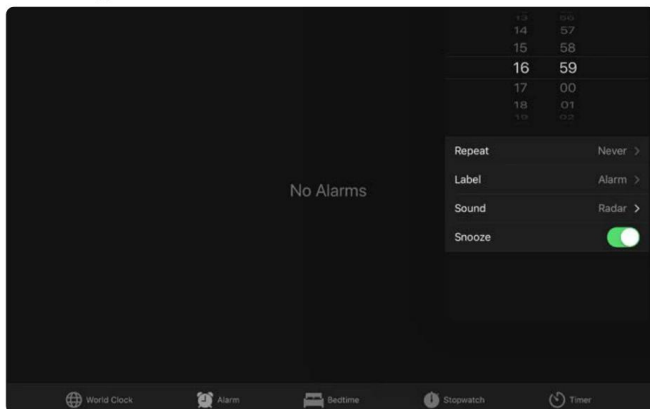 14 57
15 58
16 59
17 00
18 01
No Alarms
Repeat Never
Label Alarm
Sound Radar
Snooze
World Clock Alarm Bedtime Stopwatch Timer